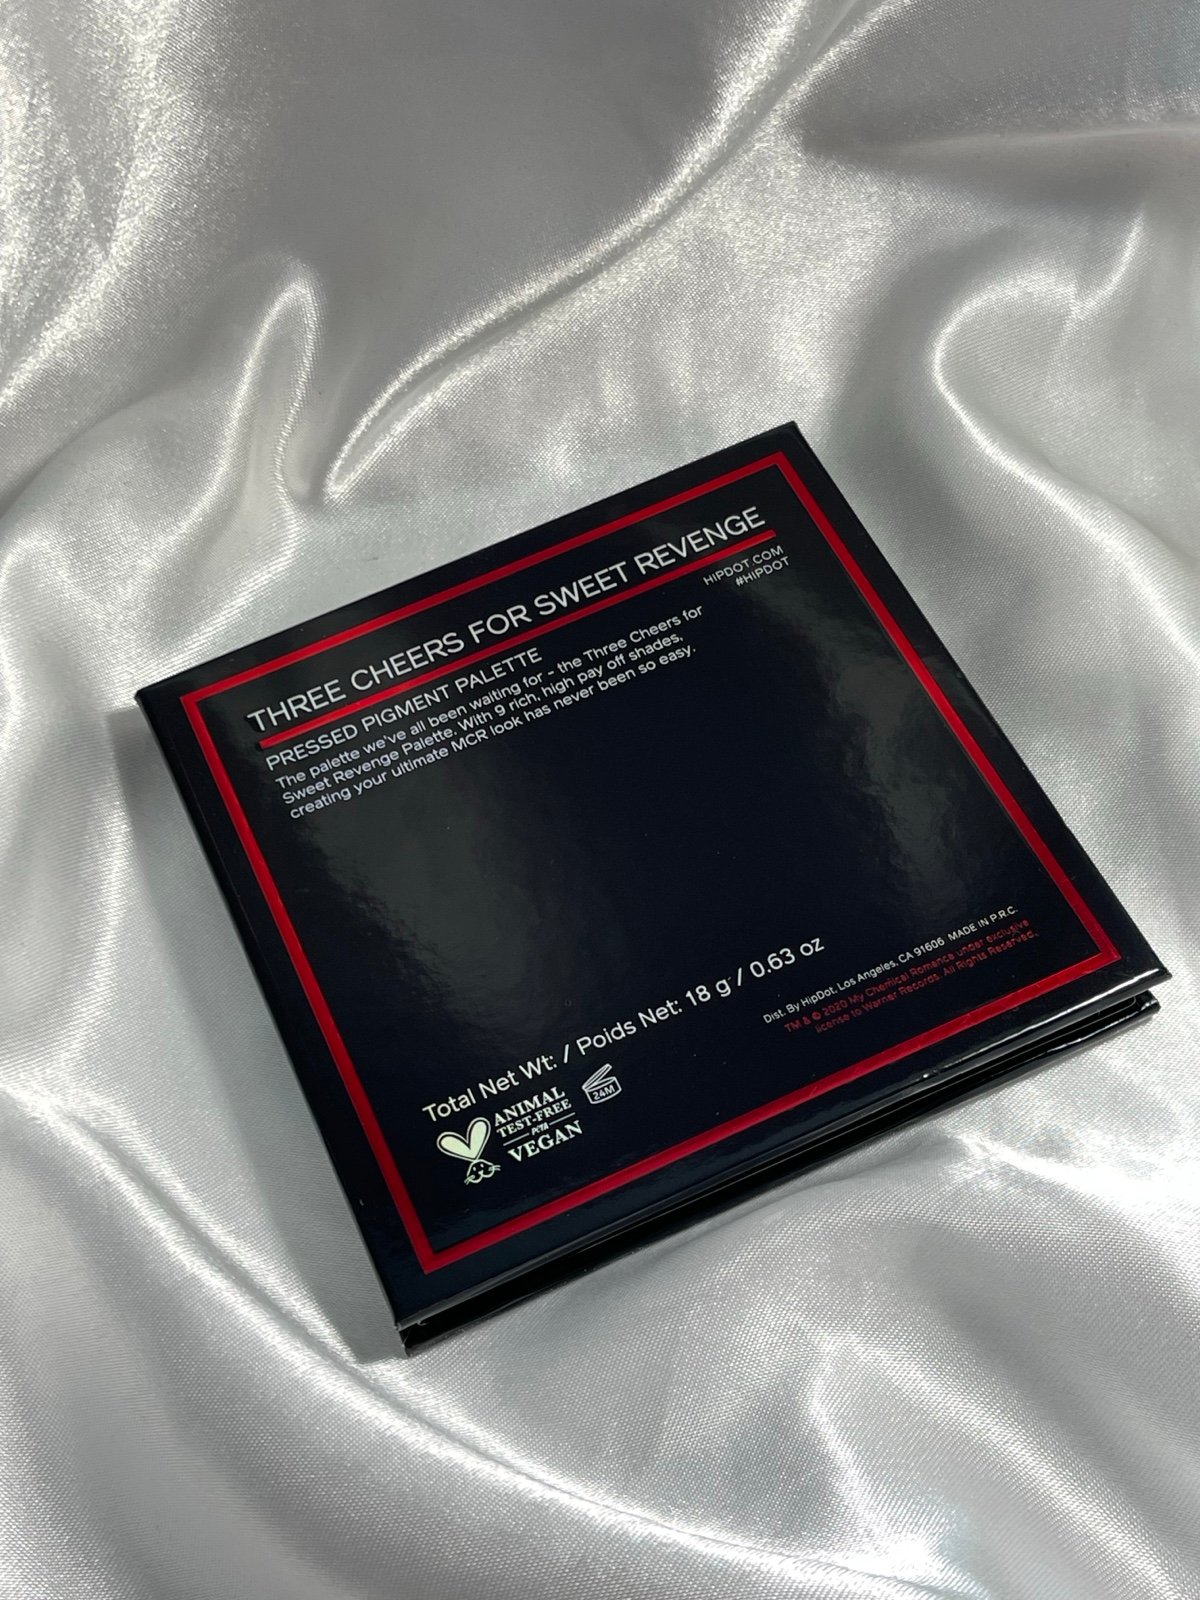 THREE CHEERS FOR SWEET REVENGE
HIPDOT.COM
#HIPDOT
PRESSED PIGMENT PALETTE
The palette we've all been waiting for - the Three Cheers for
Sweet Revenge Palette. With 9 rich, high pay off shades,
creating your ultimate MCR look has never been so easy.
Total Net Wt: / Poids Net: 18 g / 0.63 oz
ANIMAL
TEST-FREE
PETA
VEGAN
24M
Dist. By HipDot, Los Angeles, CA 91606 MADE IN P.R.C.
TM & © 2020 My Chemical Romance under exclusive
license to Warner Records. All Rights Reserved.